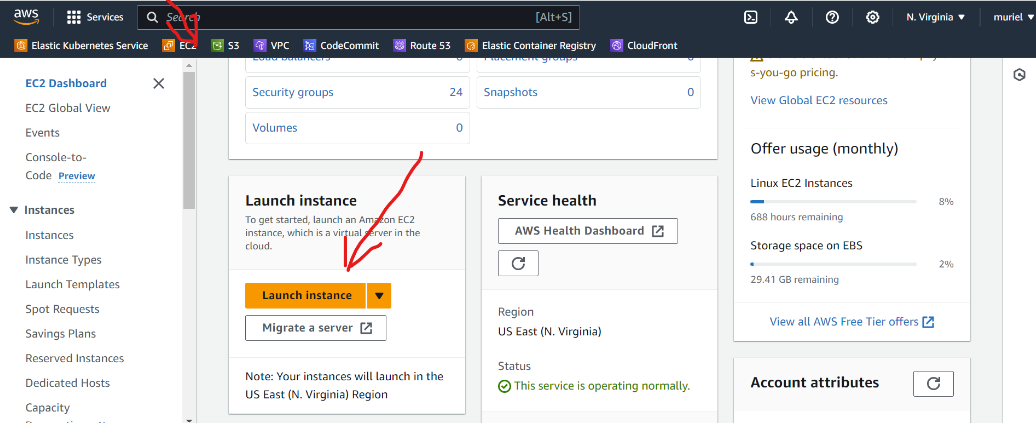 aws Services Search [Alt+S] N. Virginia muriel
Elastic Kubernetes Service EC2 S3 VPC CodeCommit Route 53 Elastic Container Registry CloudFront
EC2 Dashboard
EC2 Global View
Events
Console-to-
Code Preview
Instances
Instances
Instance Types
Launch Templates
Spot Requests
Savings Plans
Reserved Instances
Dedicated Hosts
Capacity
Load balancers 0 Placement groups 0
Security groups 24 Snapshots 0
Volumes 0
Launch instance
To get started, launch an Amazon EC2
instance, which is a virtual server in the
cloud.
Launch instance
Migrate a server
Note: Your instances will launch in the
US East (N. Virginia) Region
Service health
AWS Health Dashboard
Region
US East (N. Virginia)
Status
This service is operating normally.
s-you-go pricing.
View Global EC2 resources
Offer usage (monthly)
Linux EC2 Instances
8%
688 hours remaining
Storage space on EBS
2%
29.41 GB remaining
View all AWS Free Tier offers
Account attributes